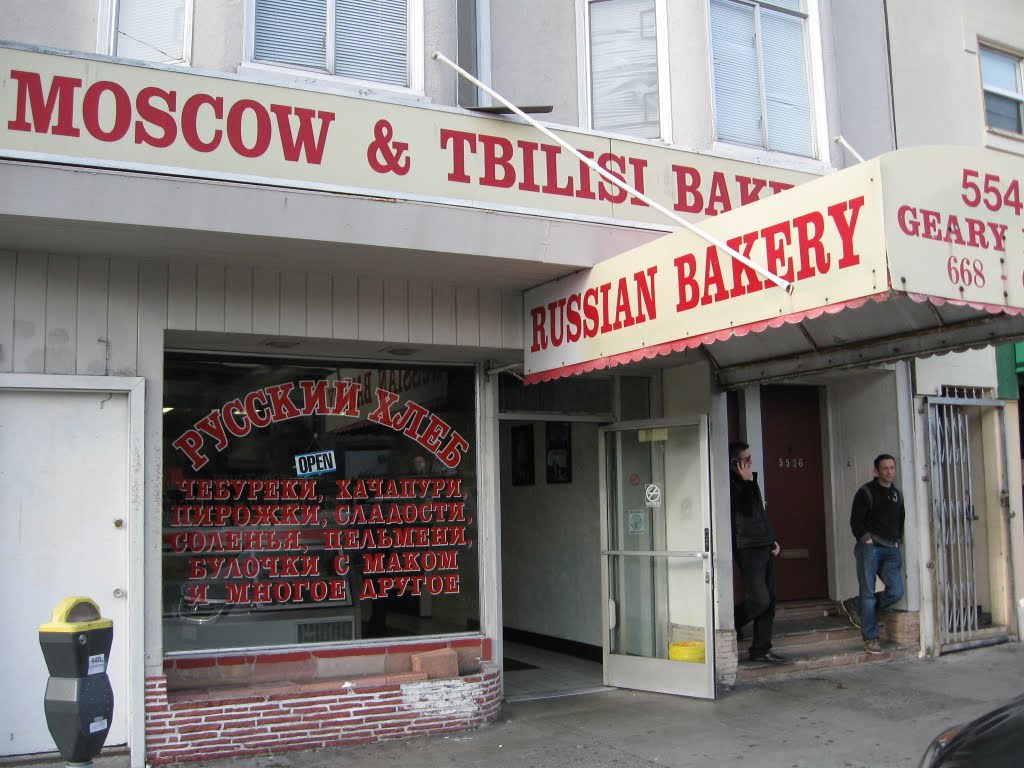 MOSCOW & TBILISI BAKE
RUSSIAN BAKERY
554
GEARY
668 -
РУССКИЙ ХЛЕБ
OPEN
ЧЕБУРЕКИ, ХАЧАПУРИ,
ПИРОЖКИ, СЛАДОСТИ,
СОЛЕНЬЯ, ПЕЛЬМЕНИ,
БУЛОЧКИ С МАКОМ
И МНОГОЕ ДРУГОЕ
5536